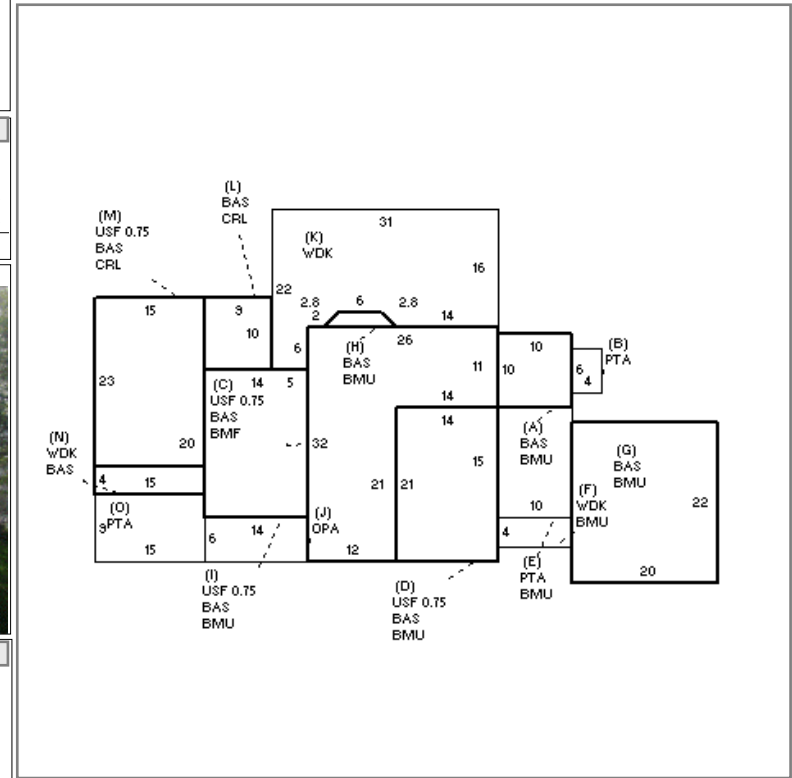 (L)
BAS
CRL
(M)
USF 0.75
BAS
CRL
31
(K)
WDK
16
22
2.8
6
2.8
2
14
15
9
10
6
26
(H)
BAS
BMU
11
10
10
(B)
PTA
6
4
23
(C)
USF 0.75
BAS
BMF
14
5
14
14
(A)
BAS
BMU
(N)
WDK
BAS
20
32
15
(G)
BAS
BMU
4
15
21
21
(F)
WDK
BMU
22
(O)
PTA
9
15
6
14
(J)
OPA
12
10
4
20
(I)
USF 0.75
BAS
BMU
(D)
USF 0.75
BAS
BMU
(E)
PTA
BMU